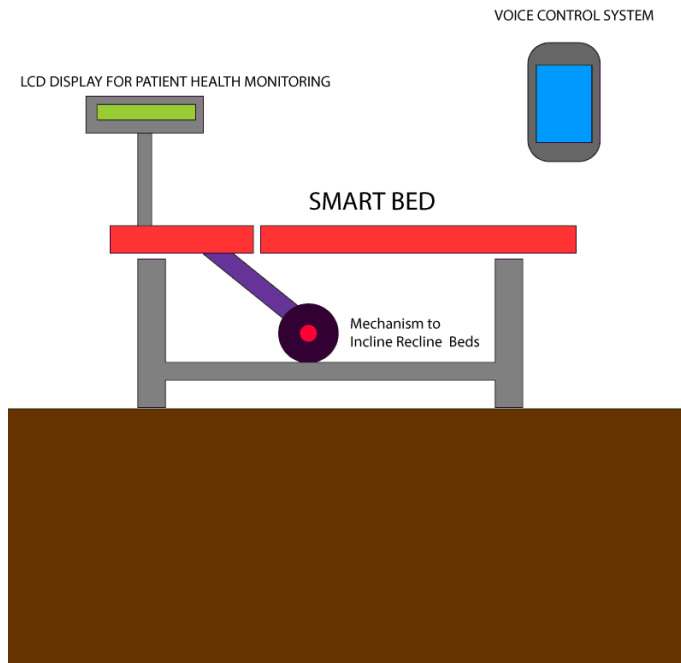 VOICE CONTROL SYSTEM
LCD DISPLAY FOR PATIENT HEALTH MONITORING
SMART BED
Mechanism to
Incline Recline Beds